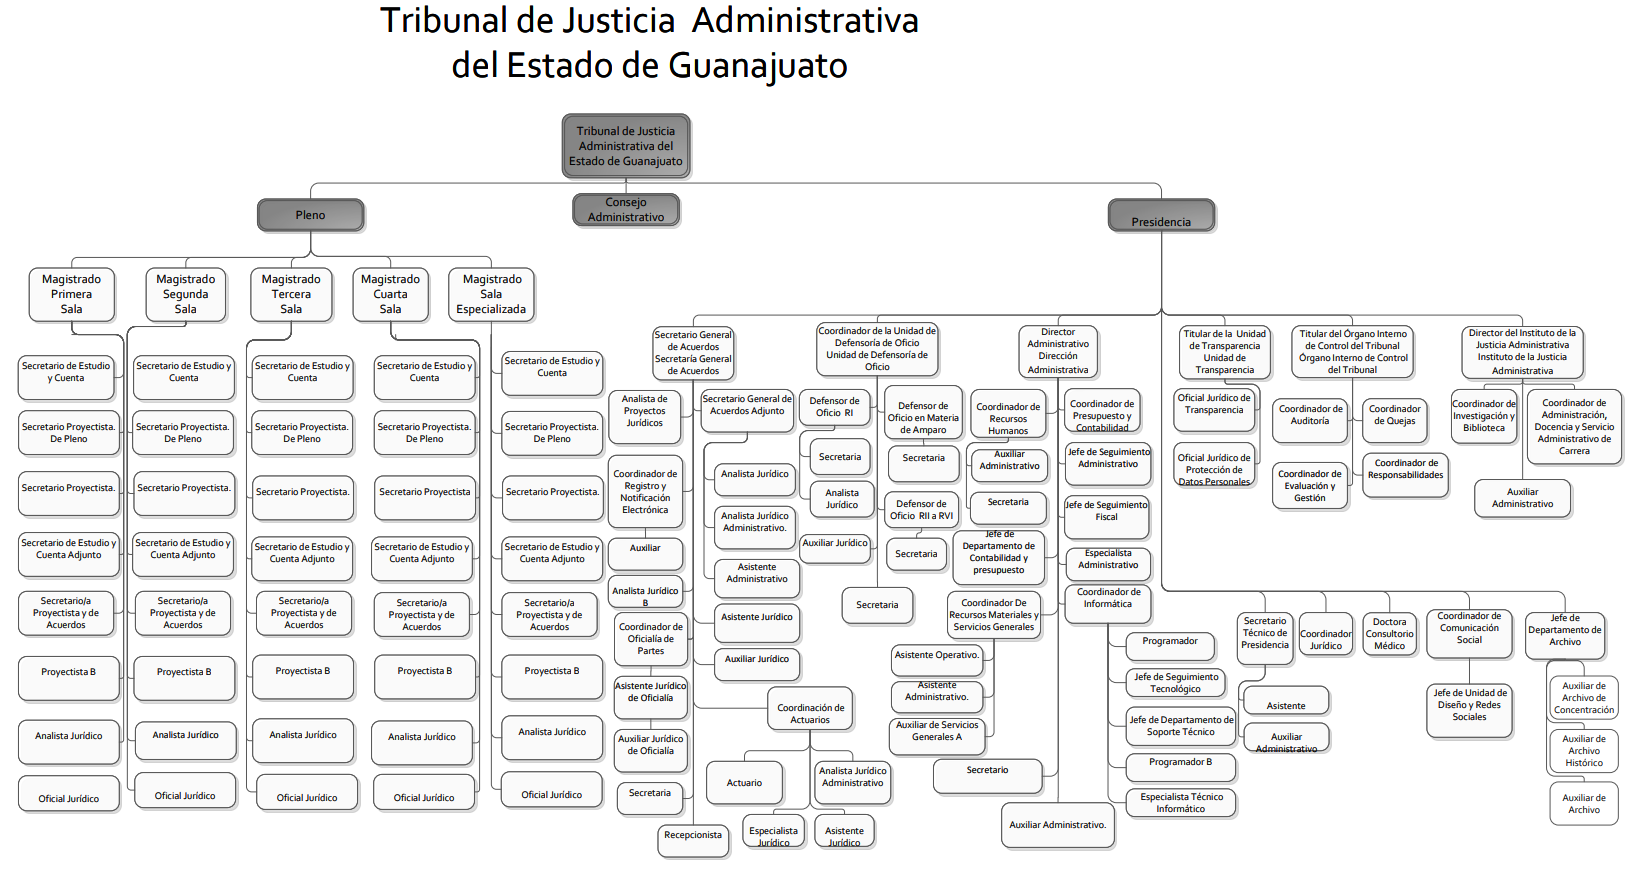 Tribunal de Justicia Administrativa
del Estado de Guanajuato
Tribunal de Justicia
Administrativa del
Estado de Guanajuato
Pleno
Consejo
Administrativo
Presidencia
Magistrado
Primera
Sala
Magistrado
Segunda
Sala
Magistrado
Tercera
Sala
Magistrado
Cuarta
Sala
Magistrado
Sala
Especializada
Secretario de Estudio
y Cuenta
Secretario Proyectista.
De Pleno
Secretario Proyectista.
Secretario de Estudio y
Cuenta Adjunto
Secretario/a
Proyectista y de
Acuerdos
Proyectista B
Analista Jurídico
Oficial Jurídico
Secretario de Estudio y
Cuenta
Secretario Proyectista.
De Pleno
Secretario Proyectista.
Secretario de Estudio y
Cuenta Adjunto
Secretario/a
Proyectista y de
Acuerdos
Proyectista B
Analista Jurídico
Oficial Jurídico
Secretario de Estudio y
Cuenta
Secretario Proyectista.
De Pleno
Secretario Proyectista.
Secretario de Estudio y
Cuenta Adjunto
Secretario/a
Proyectista y de
Acuerdos
Proyectista B
Analista Jurídico
Oficial Jurídico
Secretario de Estudio y
Cuenta
Secretario Proyectista.
De Pleno
Secretario Proyectista
Secretario de Estudio y
Cuenta Adjunto
Secretario/a
Proyectista y de
Acuerdos
Proyectista B
Analista Jurídico
Oficial Jurídico
Secretario de Estudio y
Cuenta
Secretario Proyectista.
De Pleno
Secretario Proyectista.
Secretario de Estudio y
Cuenta Adjunto
Secretario/a
Proyectista y de
Acuerdos
Proyectista B
Analista Jurídico
Oficial Jurídico
Secretario General
de Acuerdos
Secretaría General
de Acuerdos
Analista de
Proyectos
Jurídicos
Coordinador de
Registro y
Notificación
Electrónica
Auxiliar
Analista Jurídico
B
Coordinador de
Oficialía de
Partes
Asistente Jurídico
de Oficialía
Auxiliar Jurídico
de Oficialía
Secretaria
Recepcionista
Secretario General de
Acuerdos Adjunto
Analista Jurídico
Analista Jurídico
Administrativo.
Asistente
Administrativo
Asistente Jurídico
Auxiliar Jurídico
Coordinación de
Actuarios
Actuario
Analista Jurídico
Administrativo
Especialista
Jurídico
Asistente
Jurídico
Coordinador de la Unidad de
Defensoría de Oficio
Unidad de Defensoría de
Oficio
Defensor de
Oficio RI
Secretaria
Analista
Jurídico
Auxiliar Jurídico
Defensor de
Oficio en Materia
de Amparo
Secretaria
Defensor de
Oficio RII a RVI
Secretaria
Secretaria
Director
Administrativo
Dirección
Administrativa
Coordinador de
Recursos
Humanos
Auxiliar
Administrativo
Secretaria
Jefe de
Departamento de
Contabilidad y
presupuesto
Coordinador De
Recursos Materiales y
Servicios Generales
Asistente Operativo.
Asistente
Administrativo.
Auxiliar de Servicios
Generales A
Secretario
Auxiliar Administrativo.
Coordinador de
Presupuesto y
Contabilidad
Jefe de Seguimiento
Administrativo
Jefe de Seguimiento
Fiscal
Especialista
Administrativo
Coordinador de
Informática
Programador
Jefe de Seguimiento
Tecnológico
Jefe de Departamento de
Soporte Técnico
Programador B
Especialista Técnico
Informático
Titular de la Unidad
de Transparencia
Unidad de
Transparencia
Oficial Jurídico de
Transparencia
Oficial Jurídico de
Protección de
Datos Personales
Titular del Órgano Interno
de Control del Tribunal
Órgano Interno de Control
del Tribunal
Coordinador de
Auditoría
Coordinador
de Quejas
Coordinador de
Evaluación y
Gestión
Coordinador de
Responsabilidades
Director del Instituto de la
Justicia Administrativa
Instituto de la Justicia
Administrativa
Coordinador de
Investigación y
Biblioteca
Coordinador de
Administración,
Docencia y Servicio
Administrativo de
Carrera
Auxiliar
Administrativo
Secretario
Técnico de
Presidencia
Asistente
Auxiliar
Administrativo
Coordinador
Jurídico
Doctora
Consultorio
Médico
Coordinador de
Comunicación
Social
Jefe de Unidad de
Diseño y Redes
Sociales
Jefe de
Departamento de
Archivo
Auxiliar de
Archivo de
Concentración
Auxiliar de
Archivo
Histórico
Auxiliar de
Archivo